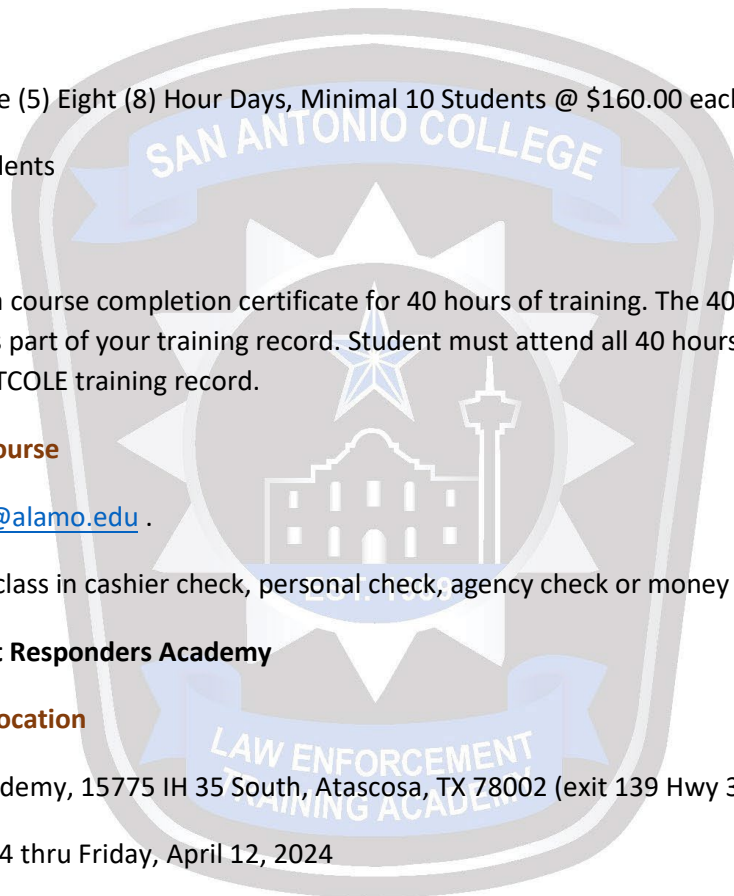 e (5) Eight (8) Hour Days, Minimal 10 Students @ $160.00 each
SAN ANTONIO COLLEGE
dents
course completion certificate for 40 hours of training. The 40
s part of your training record. Student must attend all 40 hours
TCOLE training record.
ourse
@alamo.edu .
class in cashier check, personal check, agency check or money
EST. 1969
t Responders Academy
ocation
LAW ENFORCEMENT
TRAINING ACADEMY
demy, 15775 IH 35 South, Atascosa, TX 78002 (exit 139 Hwy 3
4 thru Friday, April 12, 2024